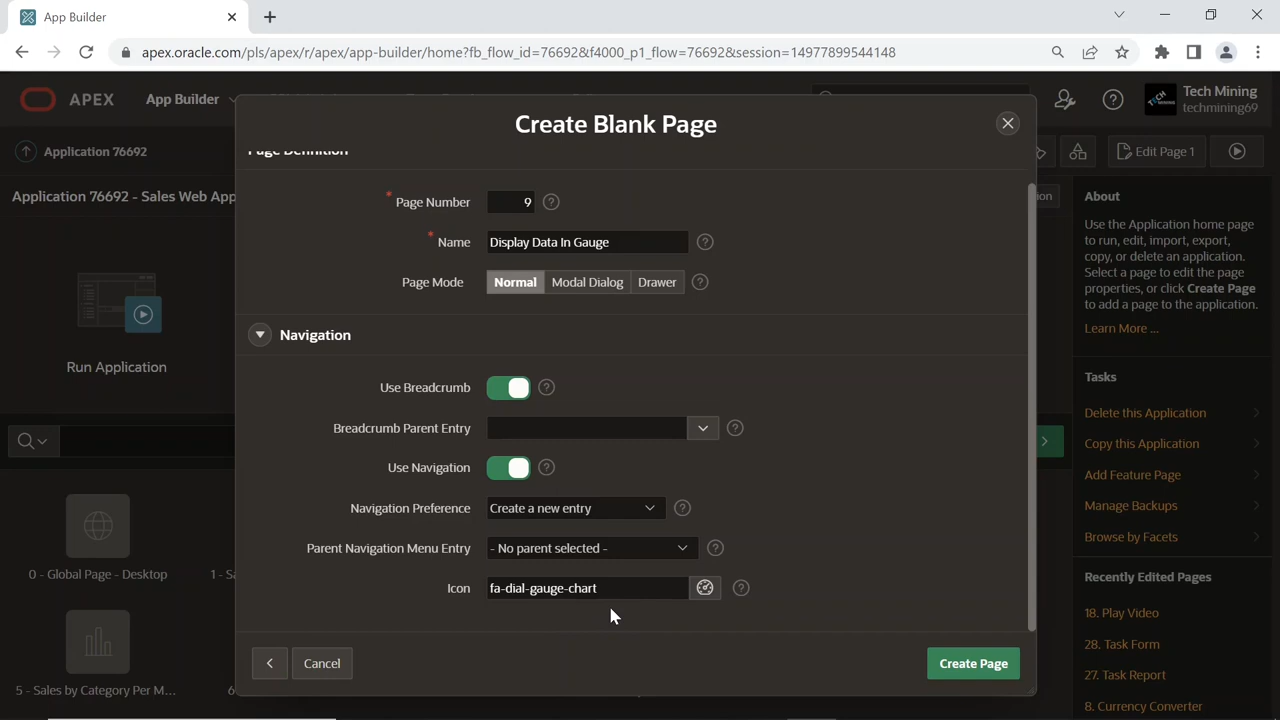 App Builder
apex.oracle.com/pls/apex/r/apex/app-builder/home?fb_flow_id=76692&f4000_p1_flow=76692&session=14977899544148
APEX
App Builder
Tech Mining
techmining69
Application 76692
Edit Page 1
Application 76692 - Sales Web App
Run Application
0 - Global Page - Desktop
5 - Sales by Category Per M...
Create Blank Page
Page Definition
* Page Number 9
* Name Display Data In Gauge
Page Mode Normal Modal Dialog Drawer
Navigation
Use Breadcrumb
Breadcrumb Parent Entry
Use Navigation
Navigation Preference Create a new entry
Parent Navigation Menu Entry - No parent selected -
Icon fa-dial-gauge-chart
Cancel
Create Page
About
Use the Application home page
to run, edit, import, export,
copy, or delete an application.
Select a page to edit the page
properties, or click Create Page
to add a page to the application.
Learn More ...
Tasks
Delete this Application
Copy this Application
Add Feature Page
Manage Backups
Browse by Facets
Recently Edited Pages
18. Play Video
28. Task Form
27. Task Report
8. Currency Converter